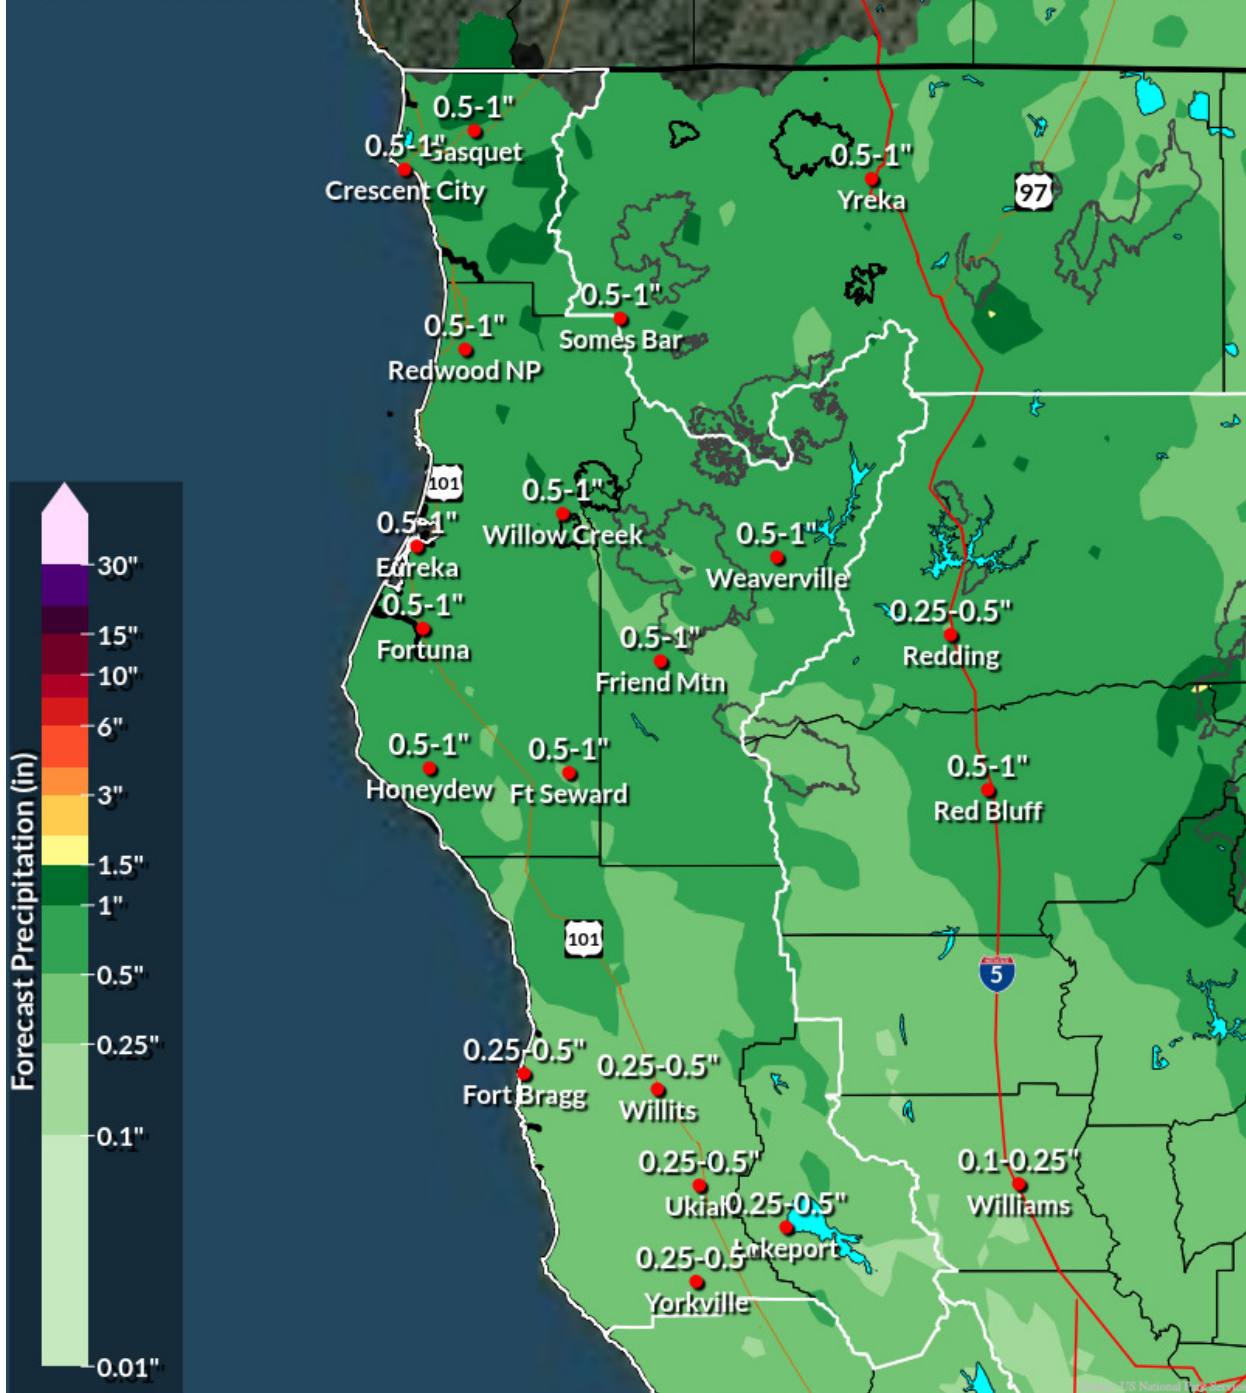 0.5-1"
Gasquet
0.5-1"
Crescent City
0.5-1"
Yreka
97
0.5-1"
Somes Bar
0.5-1"
Redwood NP
101
0.5-1"
Willow Creek
0.5-1"
Eureka
0.5-1"
Weaverville
0.5-1"
Fortuna
0.25-0.5"
Redding
0.5-1"
Friend Mtn
0.5-1"
Honeydew
0.5-1"
Ft Seward
0.5-1"
Red Bluff
101
5
0.25-0.5"
Fort Bragg
0.25-0.5"
Willits
0.25-0.5"
Ukiah
0.25-0.5"
Lakeport
0.1-0.25"
Williams
0.25-0.5"
Yorkville
Forecast Precipitation (in)
30"
15"
10"
6"
3"
1.5"
1"
0.5"
0.25"
0.1"
0.01"
US National Park Service